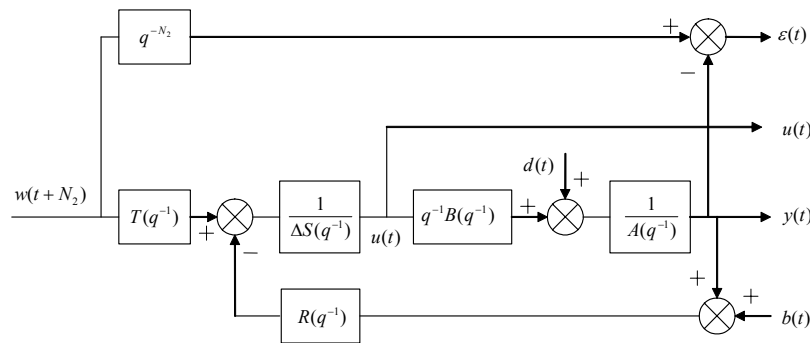 q^{-N_2}
+
−
ε(t)
u(t)
d(t)
+
w(t + N_2)
T(q^{-1})
+
−
1
ΔS(q^{-1})
u(t)
q^{-1}B(q^{-1})
+
1
A(q^{-1})
y(t)
+
+
R(q^{-1})
b(t)